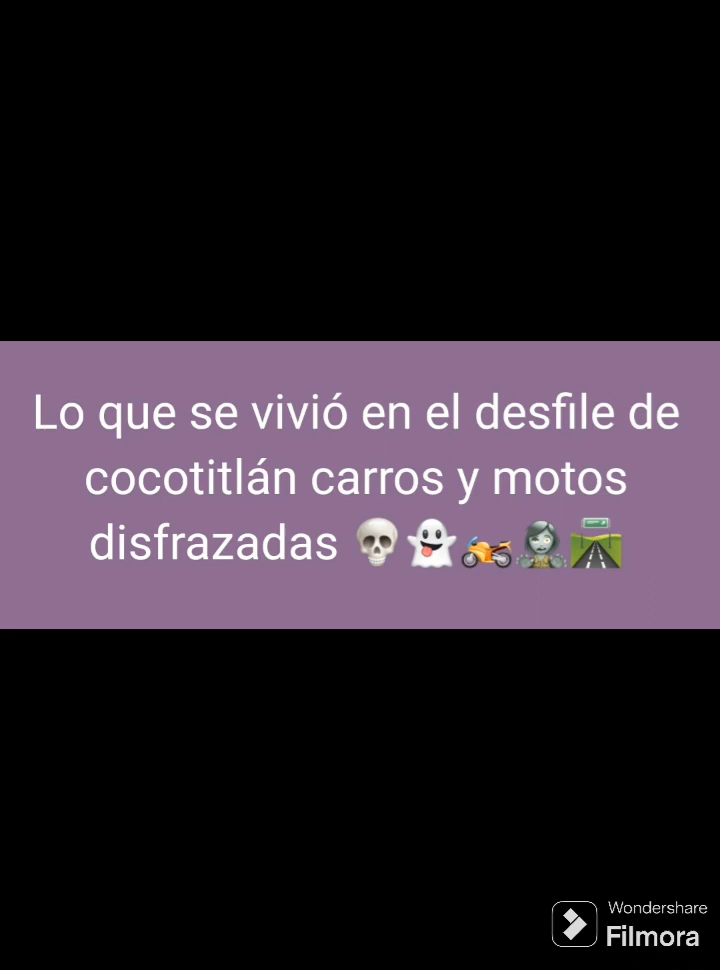 Lo que se vivió en el desfile de
cocotitlán carros y motos
disfrazadas 💀👻🏍️🧟‍♀️🛣️
Wondershare
Filmora